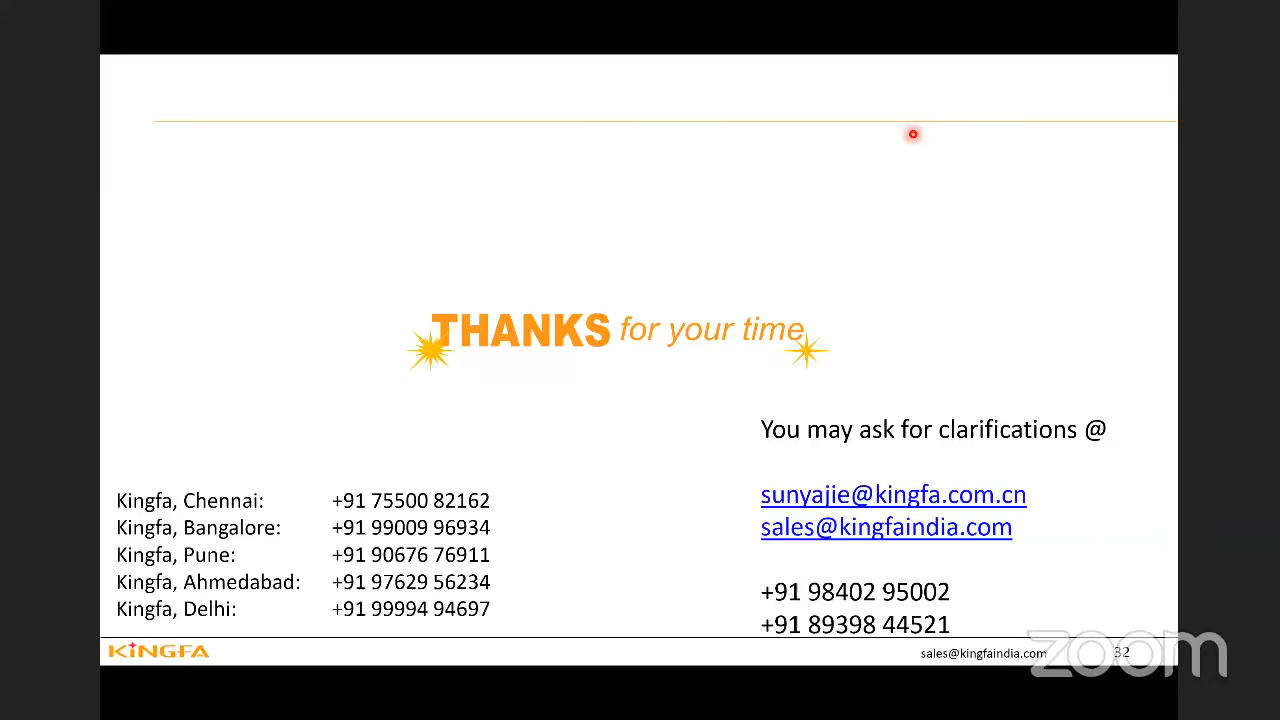 THANKS for your time
You may ask for clarifications @
sunyajie@kingfa.com.cn
sales@kingfaindia.com
+91 98402 95002
+91 89398 44521
Kingfa, Chennai: +91 75500 82162
Kingfa, Bangalore: +91 99009 96934
Kingfa, Pune: +91 90676 76911
Kingfa, Ahmedabad: +91 97629 56234
Kingfa, Delhi: +91 99994 94697
KINGFA
sales@kingfaindia.com
32
zoom